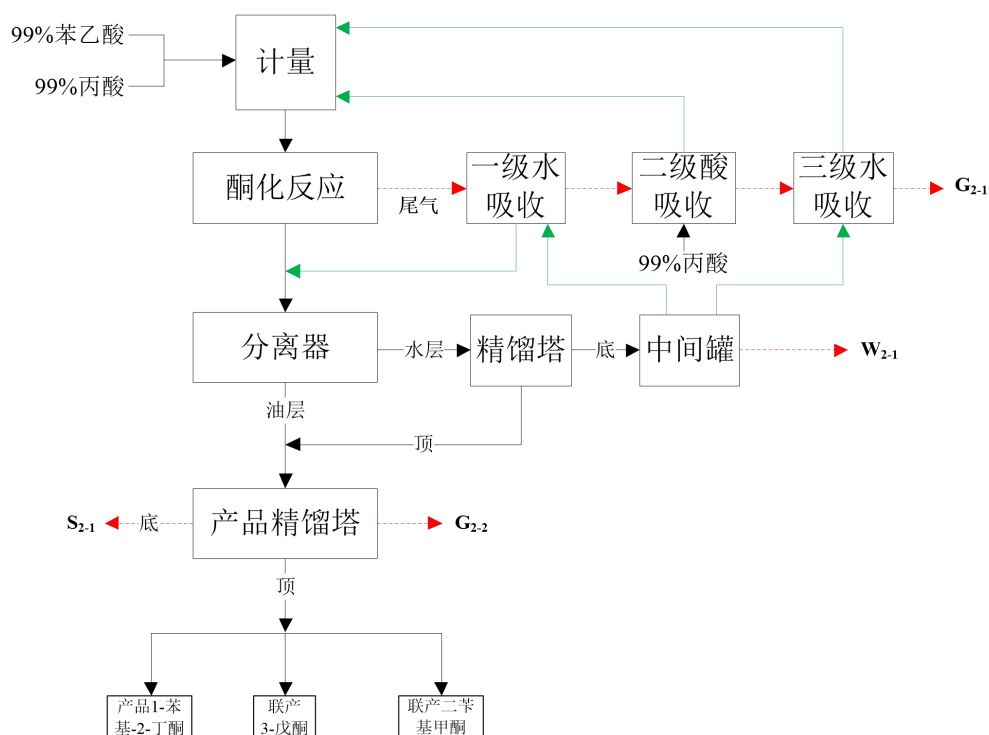 99%苯乙酸
99%丙酸
计量
酮化反应
尾气
一级水
吸收
二级酸
吸收
三级水
吸收
G2-1
99%丙酸
分离器
水层
精馏塔
底
中间罐
W2-1
油层
顶
S2-1
底
产品精馏塔
G2-2
顶
产品1-苯
基-2-丁酮
联产
3-戊酮
联产二苄
基甲酮